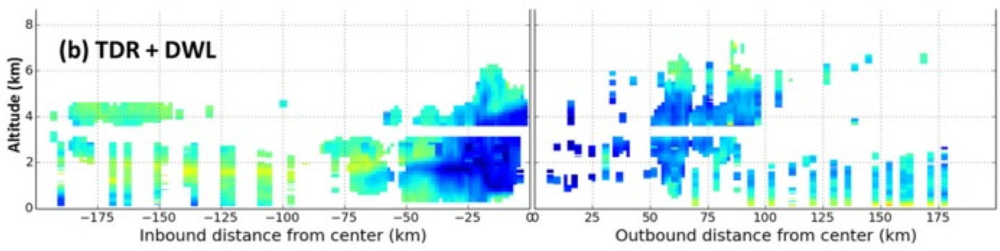 8
(b) TDR + DWL
6
4
2
0
Altitude (km)
−175 −150 −125 −100 −75 −50 −25 0
Inbound distance from center (km)
0 25 50 75 100 125 150 175
Outbound distance from center (km)